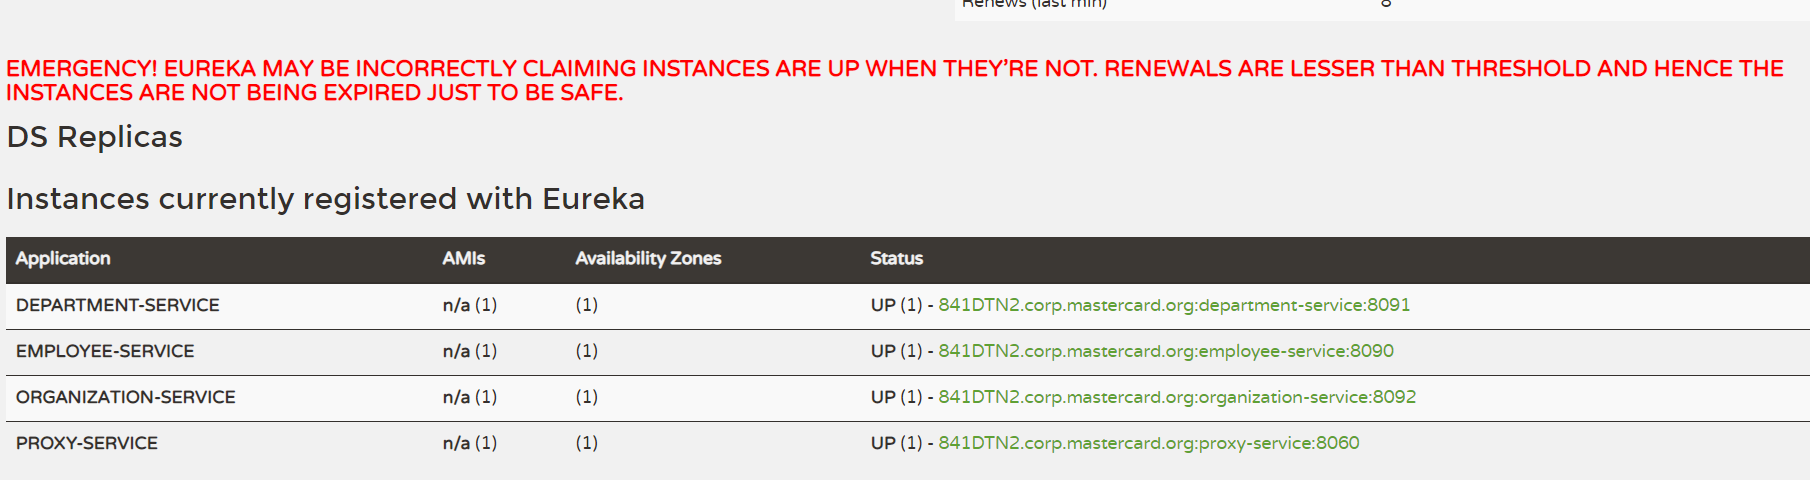 Renews (last min) 8
EMERGENCY! EUREKA MAY BE INCORRECTLY CLAIMING INSTANCES ARE UP WHEN THEY'RE NOT. RENEWALS ARE LESSER THAN THRESHOLD AND HENCE THE
INSTANCES ARE NOT BEING EXPIRED JUST TO BE SAFE.
DS Replicas
Instances currently registered with Eureka
Application AMIs Availability Zones Status
DEPARTMENT-SERVICE n/a (1) (1) UP (1) - 841DTN2.corp.mastercard.org:department-service:8091
EMPLOYEE-SERVICE n/a (1) (1) UP (1) - 841DTN2.corp.mastercard.org:employee-service:8090
ORGANIZATION-SERVICE n/a (1) (1) UP (1) - 841DTN2.corp.mastercard.org:organization-service:8092
PROXY-SERVICE n/a (1) (1) UP (1) - 841DTN2.corp.mastercard.org:proxy-service:8060